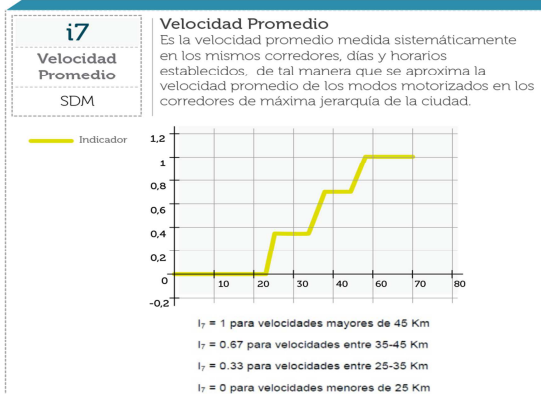 i7
Velocidad
Promedio
SDM
Velocidad Promedio
Es la velocidad promedio medida sistemáticamente
en los mismos corredores, días y horarios
establecidos, de tal manera que se aproxima la
velocidad promedio de los modos motorizados en los
corredores de máxima jerarquía de la ciudad.
Indicador
1,2
1
0,8
0,6
0,4
0,2
0
-0,2
10 20 30 40 60 70 80
I₇ = 1 para velocidades mayores de 45 Km
I₇ = 0.67 para velocidades entre 35-45 Km
I₇ = 0.33 para velocidades entre 25-35 Km
I₇ = 0 para velocidades menores de 25 Km